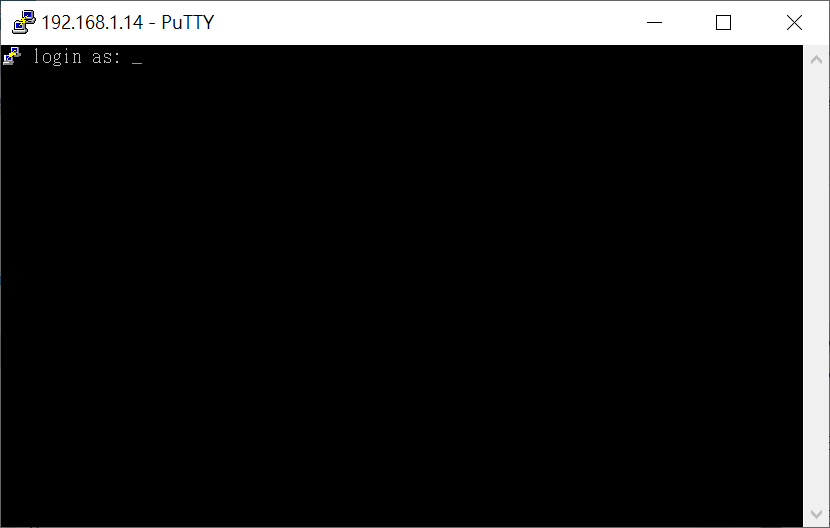 192.168.1.14 - PuTTY
login as: _